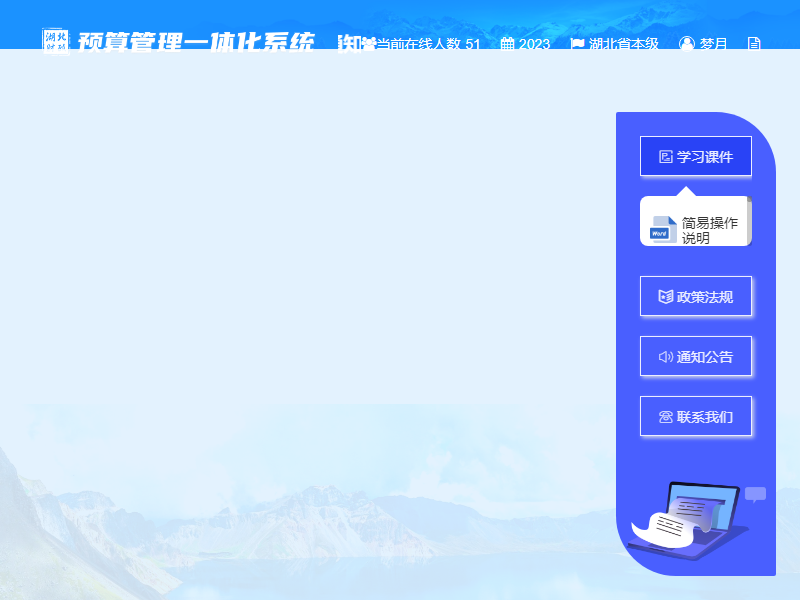 湖北
财政
预算管理一体化系统
当前在线人数 51
2023
湖北省本级
梦月
学习课件
Word
简易操作
说明
政策法规
通知公告
联系我们